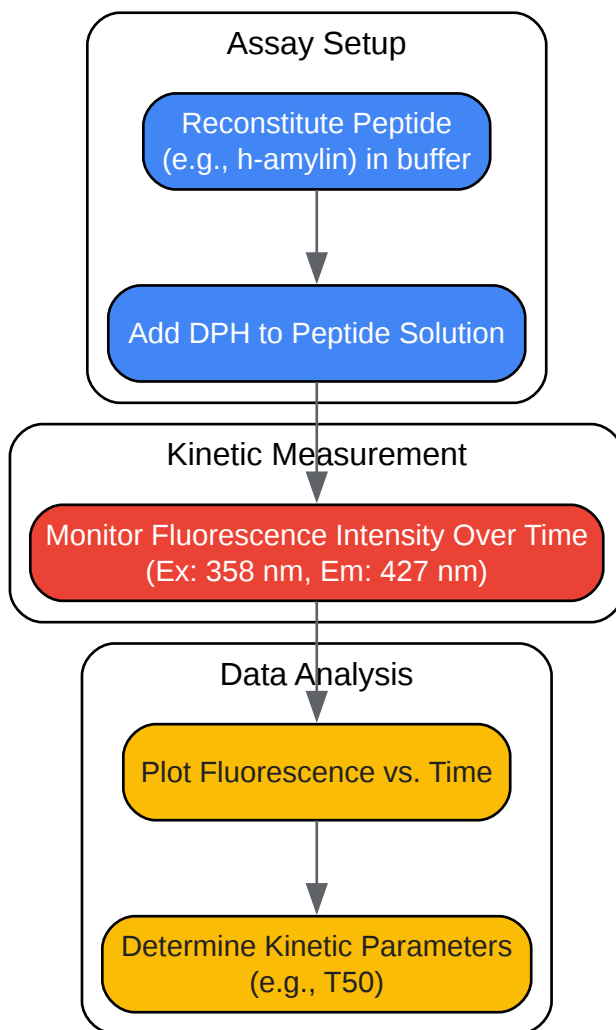 Assay Setup
Reconstitute Peptide
(e.g., h-amylin) in buffer
Add DPH to Peptide Solution
Kinetic Measurement
Monitor Fluorescence Intensity Over Time
(Ex: 358 nm, Em: 427 nm)
Data Analysis
Plot Fluorescence vs. Time
Determine Kinetic Parameters
(e.g., T50)